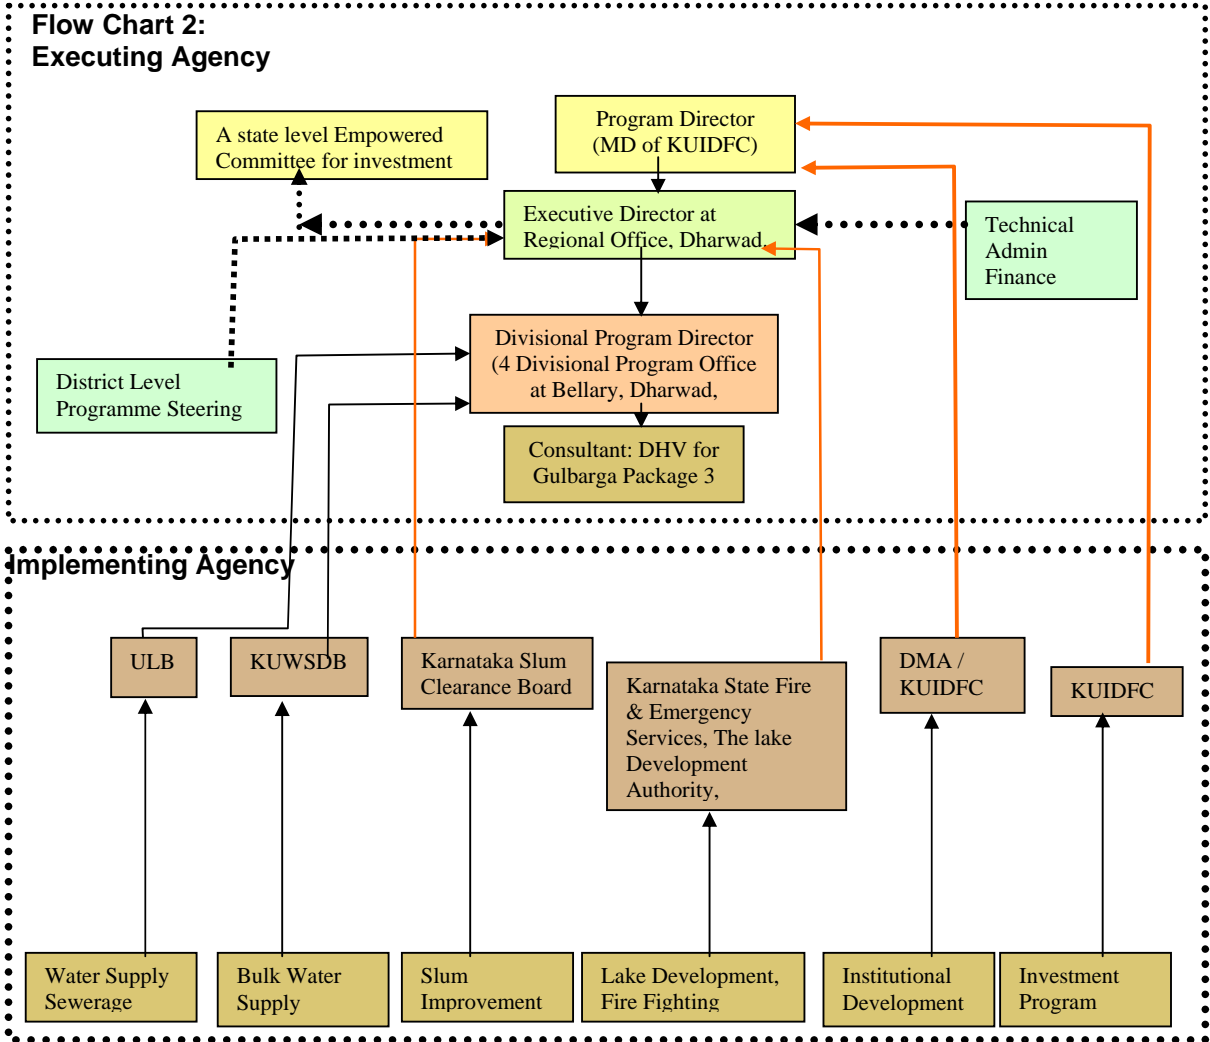 Flow Chart 2:
Executing Agency
A state level Empowered
Committee for investment
Program Director
(MD of KUIDFC)
Executive Director at
Regional Office, Dharwad.
Technical
Admin
Finance
Divisional Program Director
(4 Divisional Program Office
at Bellary, Dharwad,
District Level
Programme Steering
Consultant: DHV for
Gulbarga Package 3
Implementing Agency
ULB
KUWSDB
Karnataka Slum
Clearance Board
Karnataka State Fire
& Emergency
Services, The lake
Development
Authority,
DMA /
KUIDFC
KUIDFC
Water Supply
Sewerage
Bulk Water
Supply
Slum
Improvement
Lake Development,
Fire Fighting
Institutional
Development
Investment
Program